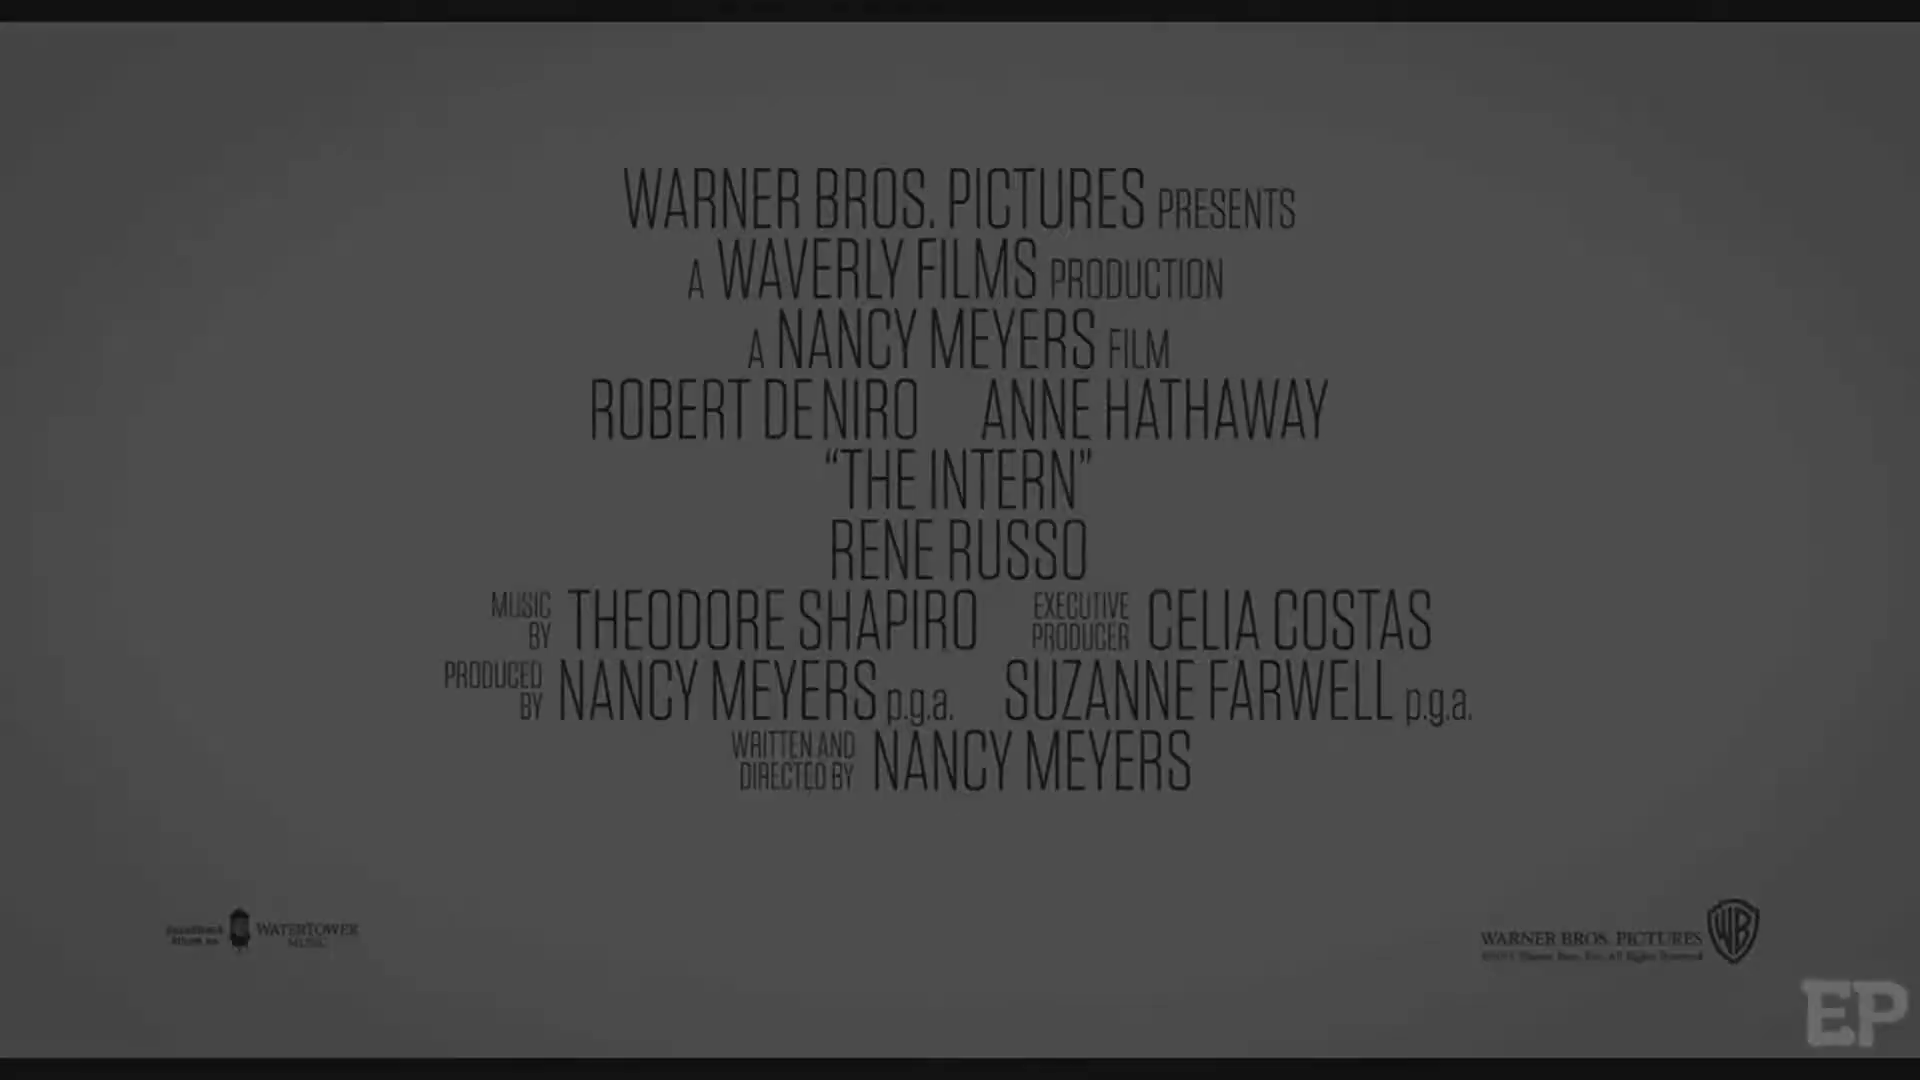 WARNER BROS. PICTURES PRESENTS
A WAVERLY FILMS PRODUCTION
A NANCY MEYERS FILM
ROBERT DE NIRO ANNE HATHAWAY
“THE INTERN”
RENE RUSSO
MUSIC BY THEODORE SHAPIRO EXECUTIVE PRODUCER CELIA COSTAS
PRODUCED BY NANCY MEYERS p.g.a. SUZANNE FARWELL p.g.a.
WRITTEN AND DIRECTED BY NANCY MEYERS
WATERTOWER
MUSIC
WARNER BROS. PICTURES WB
EP